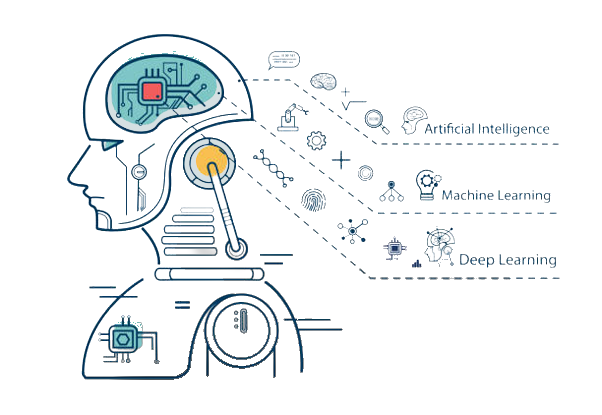 Artificial Intelligence
Machine Learning
Deep Learning